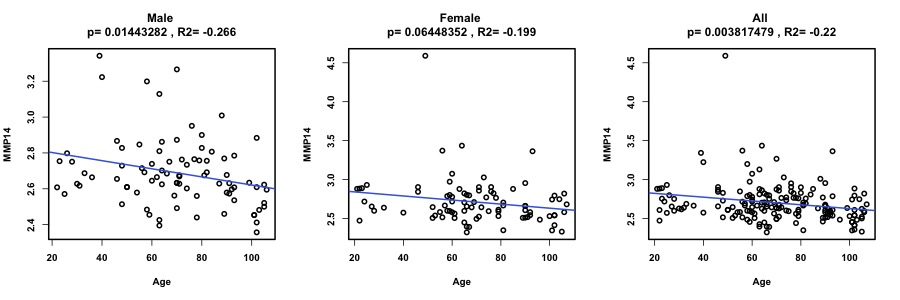 Male
p= 0.01443282 , R2= -0.266
MMP14
2.4 2.6 2.8 3.0 3.2
20 40 60 80 100
Age
Female
p= 0.06448352 , R2= -0.199
MMP14
2.5 3.0 3.5 4.0 4.5
20 40 60 80 100
Age
All
p= 0.003817479 , R2= -0.22
MMP14
2.5 3.0 3.5 4.0 4.5
20 40 60 80 100
Age